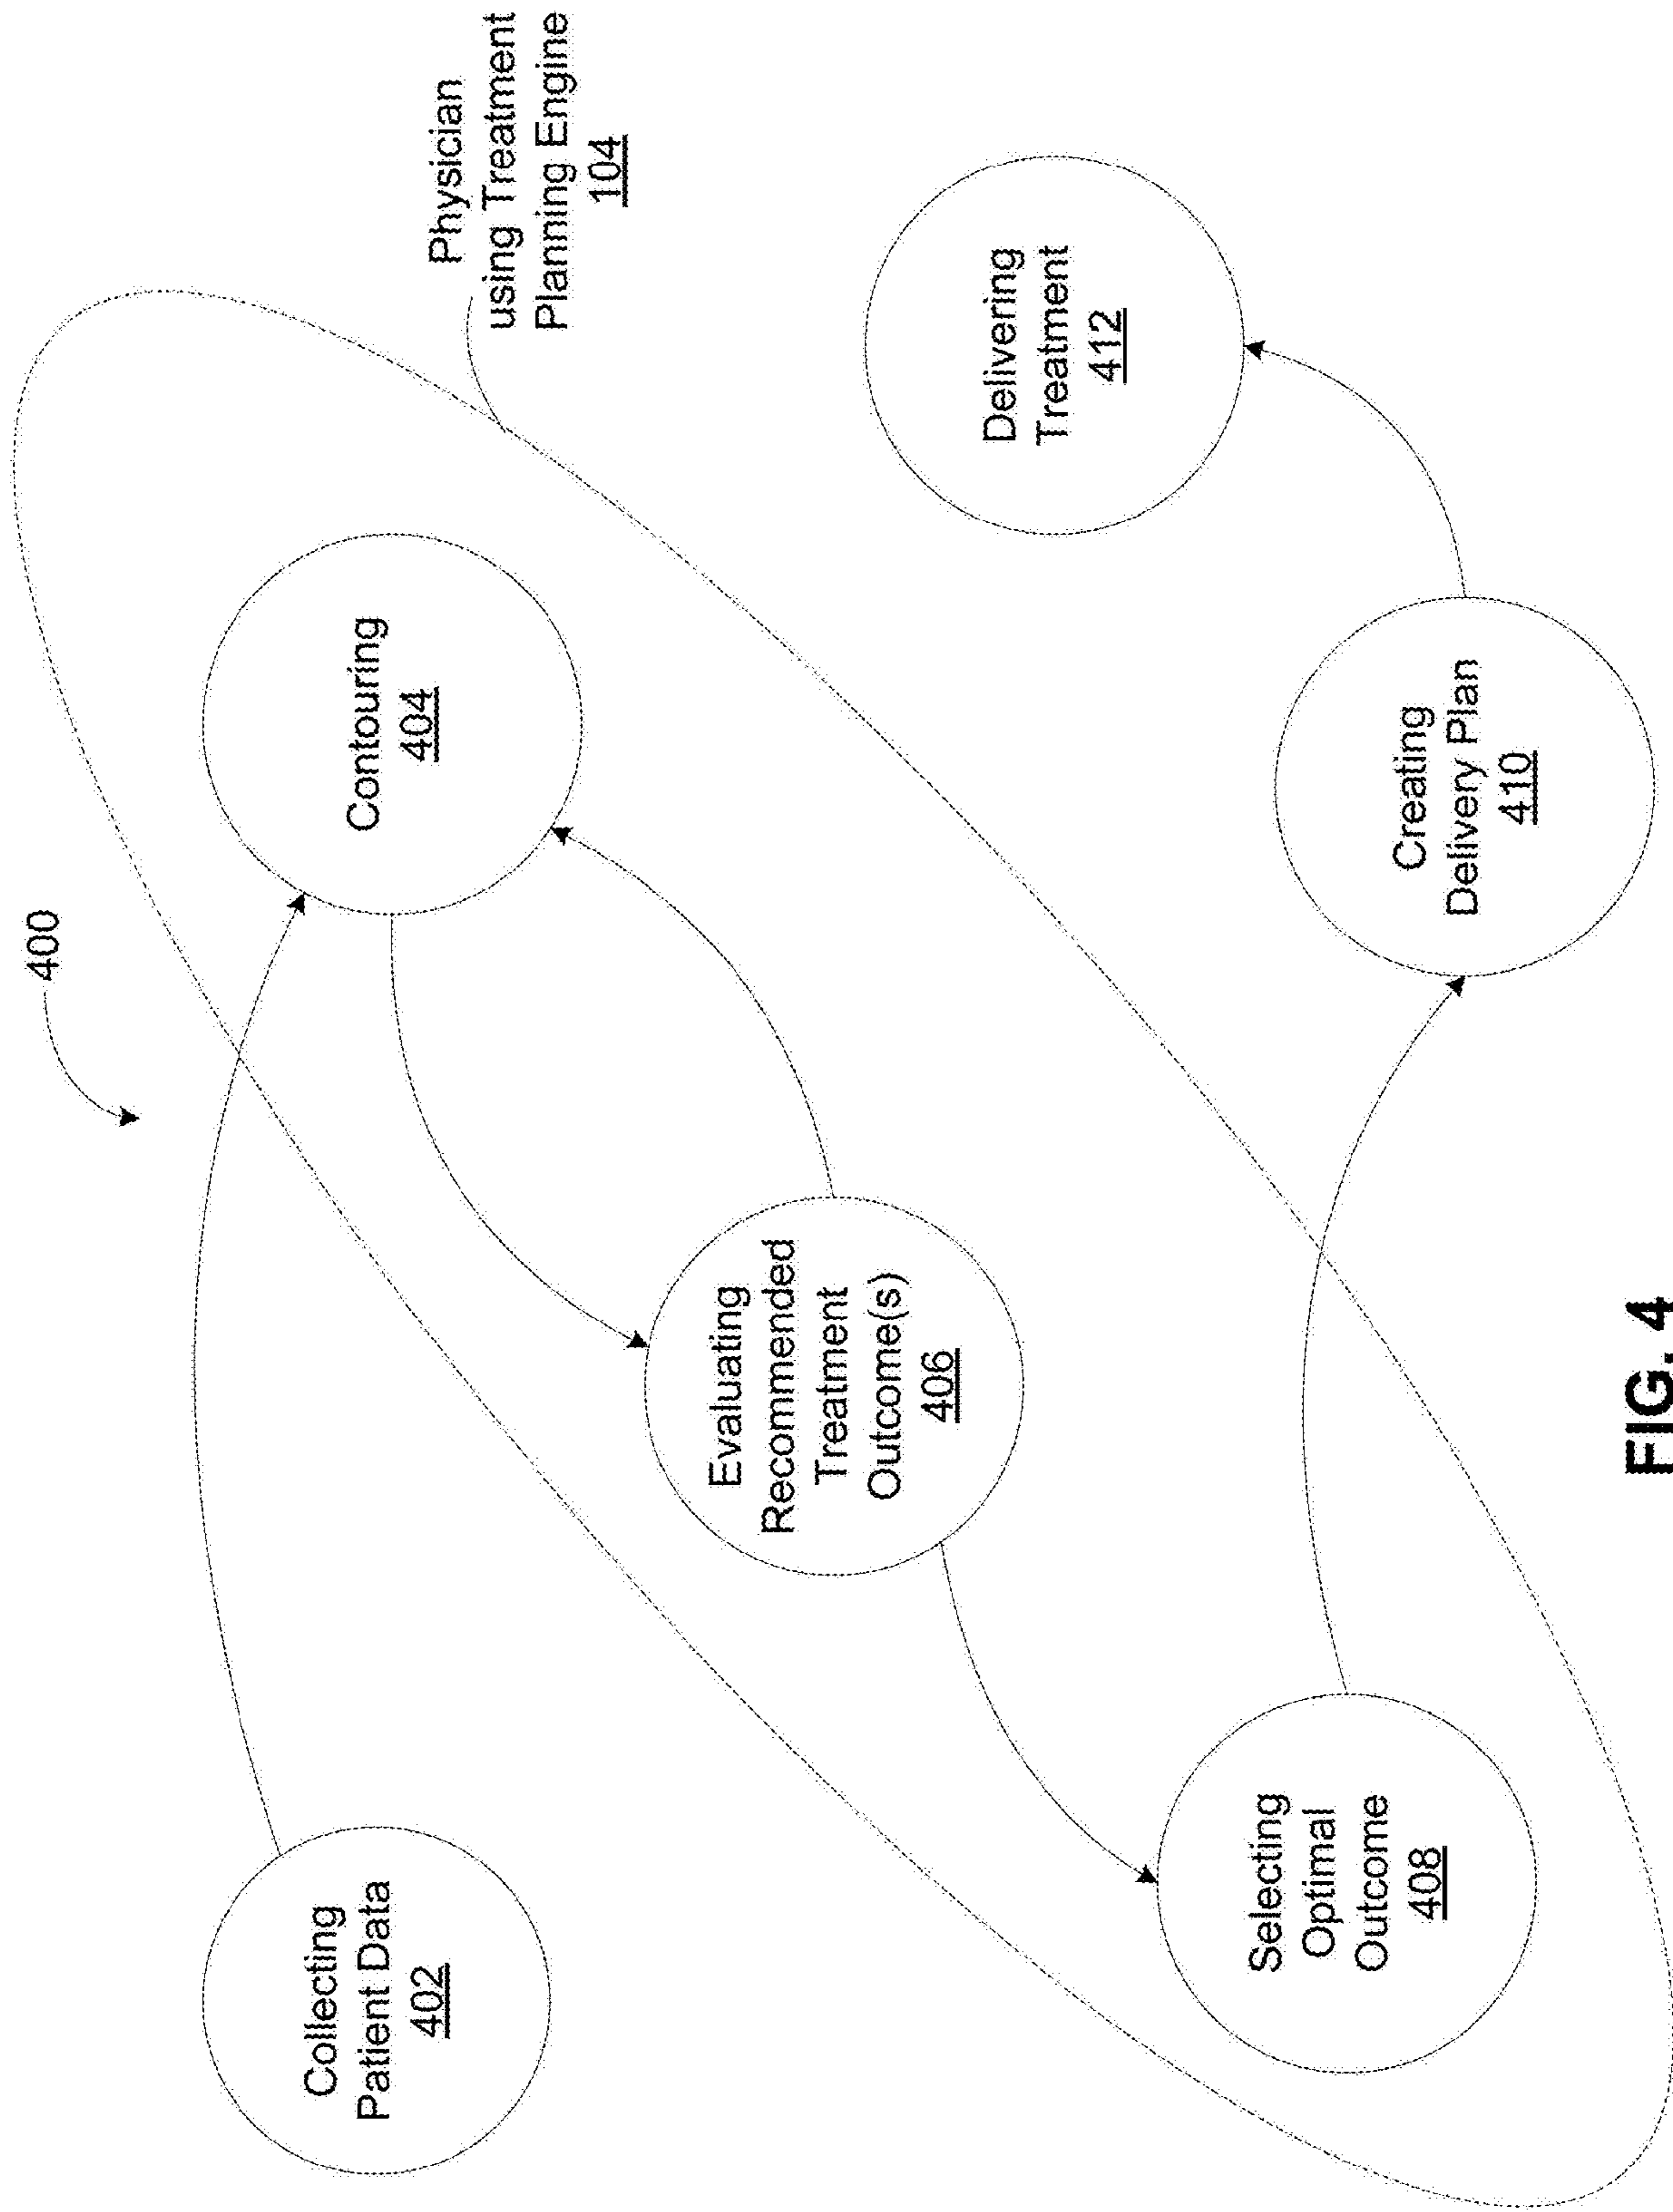 400
Collecting
Patient Data
402
Contouring
404
Physician
using Treatment
Planning Engine
104
Evaluating
Recommended
Treatment
Outcome(s)
406
Delivering
Treatment
412
Selecting
Optimal
Outcome
408
Creating
Delivery Plan
410
FIG. 4